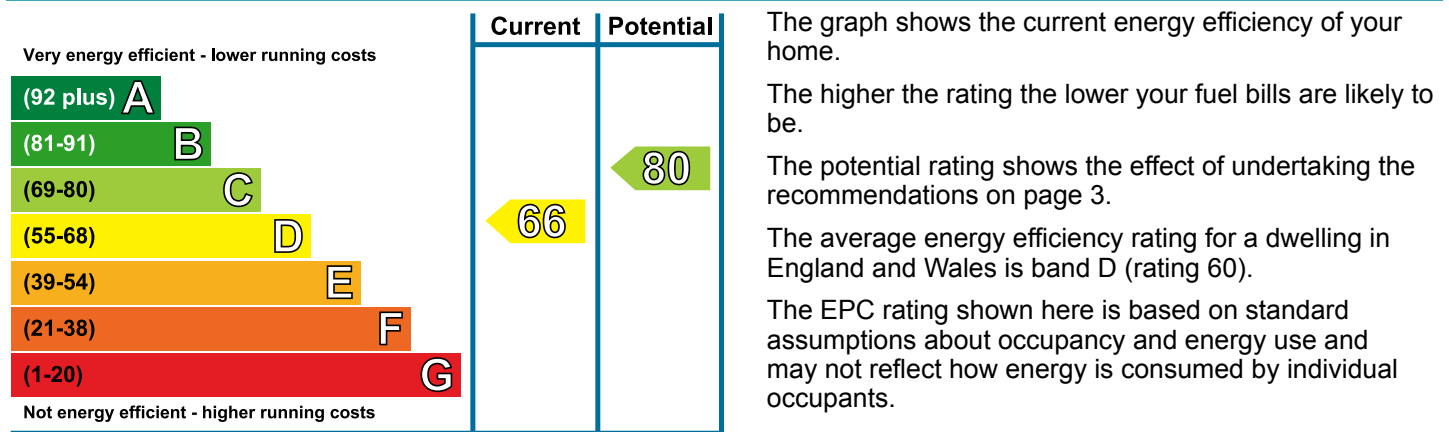 Current Potential
Very energy efficient - lower running costs
(92 plus) A
(81-91) B
(69-80) C
(55-68) D
(39-54) E
(21-38) F
(1-20) G
Not energy efficient - higher running costs
66
80
The graph shows the current energy efficiency of your
home.
The higher the rating the lower your fuel bills are likely to
be.
The potential rating shows the effect of undertaking the
recommendations on page 3.
The average energy efficiency rating for a dwelling in
England and Wales is band D (rating 60).
The EPC rating shown here is based on standard
assumptions about occupancy and energy use and
may not reflect how energy is consumed by individual
occupants.